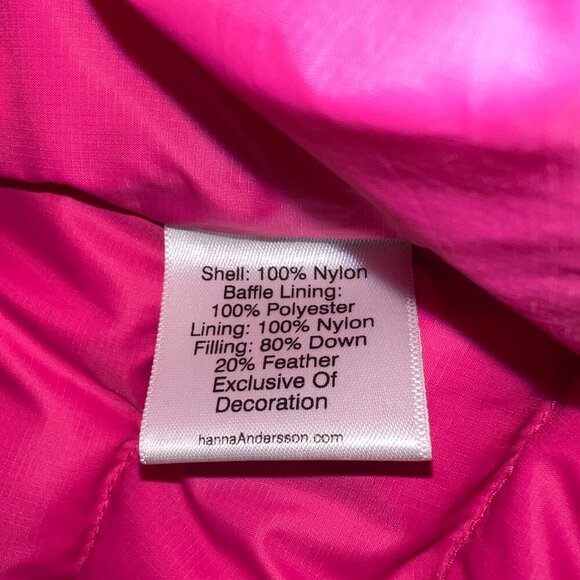 Shell: 100% Nylon
Baffle Lining:
100% Polyester
Lining: 100% Nylon
Filling: 80% Down
20% Feather
Exclusive Of
Decoration
hannaAndersson.com